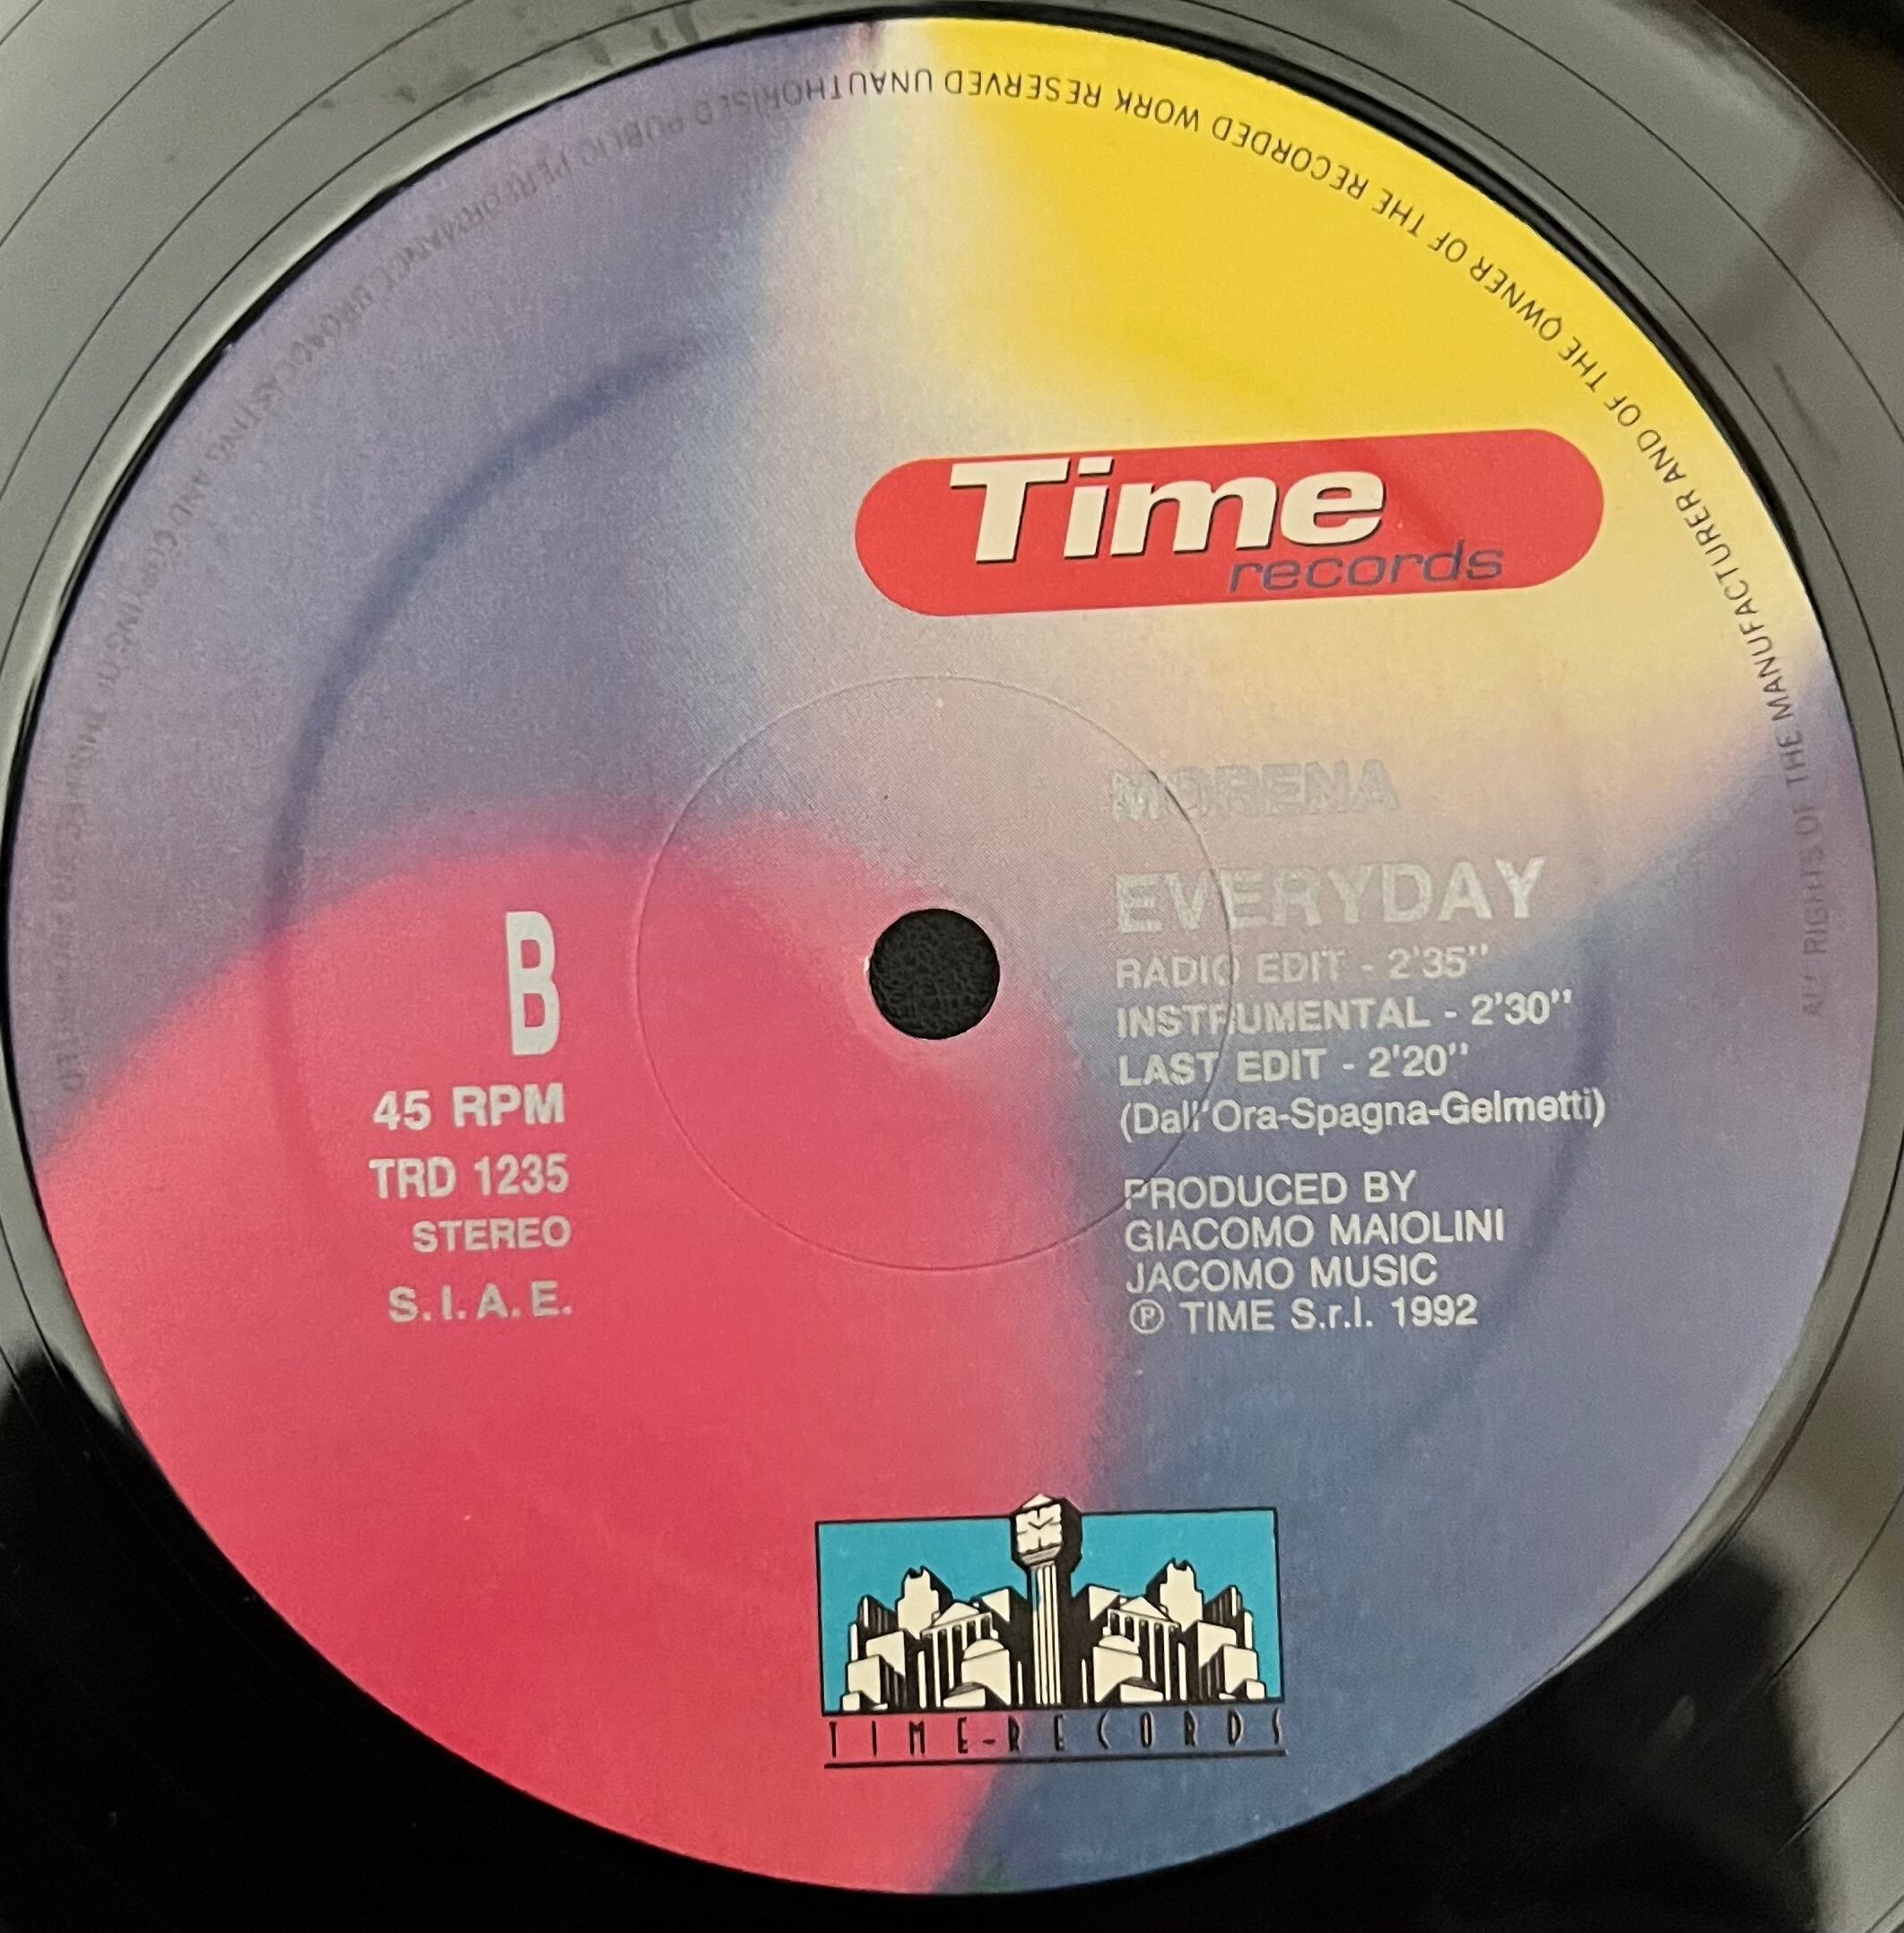 ALL RIGHTS OF THE MANUFACTURER AND OF THE OWNER OF THE RECORDED WORK RESERVED UNAUTHORISED PUBLIC PERFORMANCE BROADCASTING AND COPYING OF THIS RECORD PROHIBITED
Time
records
MORENA
EVERYDAY
RADIO EDIT - 2'35''
INSTRUMENTAL - 2'30''
LAST EDIT - 2'20''
(Dall'Ora-Spagna-Gelmetti)
PRODUCED BY
GIACOMO MAIOLINI
JACOMO MUSIC
℗ TIME S.r.l. 1992
B
45 RPM
TRD 1235
STEREO
S.I.A.E.
TIME-RECORDS